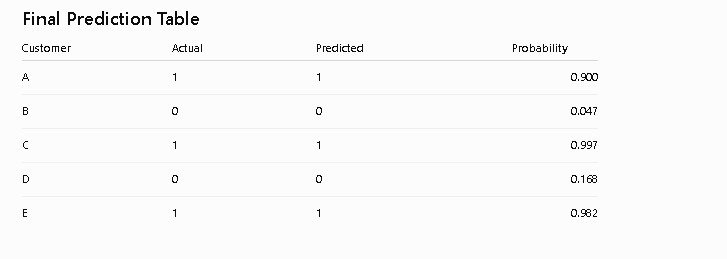 Final Prediction Table
Customer Actual Predicted Probability
A 1 1 0.900
B 0 0 0.047
C 1 1 0.997
D 0 0 0.168
E 1 1 0.982